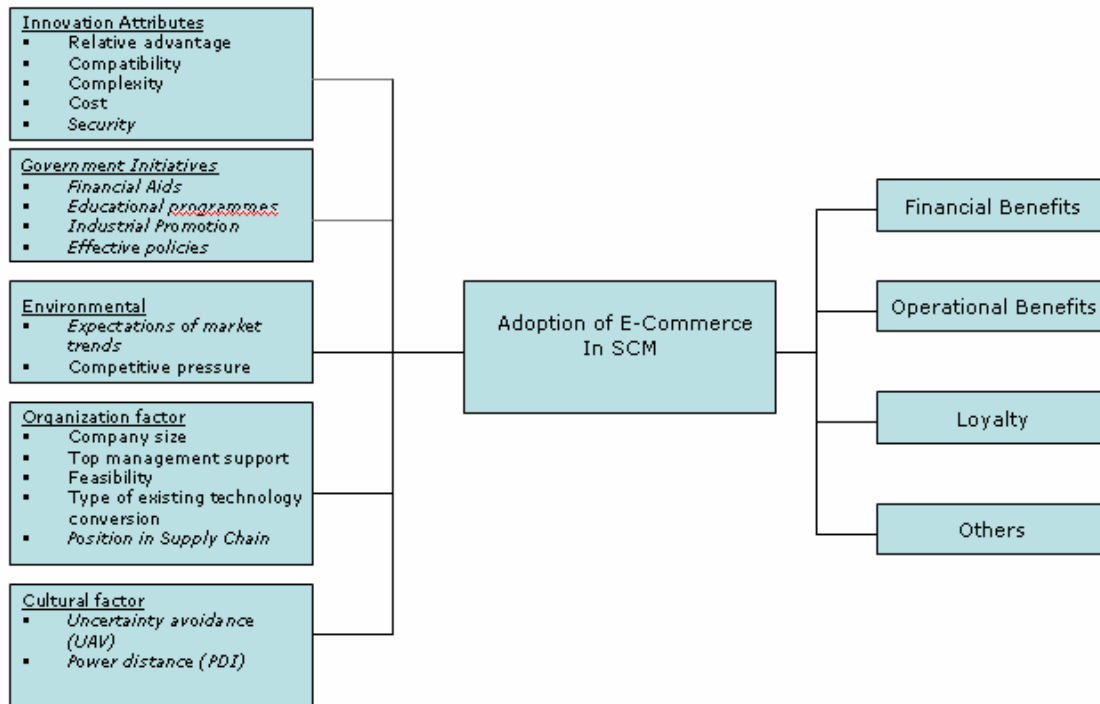 Innovation Attributes
▪ Relative advantage
▪ Compatibility
▪ Complexity
▪ Cost
▪ Security
Government Initiatives
▪ Financial Aids
▪ Educational programmes
▪ Industrial Promotion
▪ Effective policies
Environmental
▪ Expectations of market
trends
▪ Competitive pressure
Organization factor
▪ Company size
▪ Top management support
▪ Feasibility
▪ Type of existing technology
conversion
▪ Position in Supply Chain
Cultural factor
▪ Uncertainty avoidance
(UAV)
▪ Power distance (PDI)
Adoption of E-Commerce
In SCM
Financial Benefits
Operational Benefits
Loyalty
Others